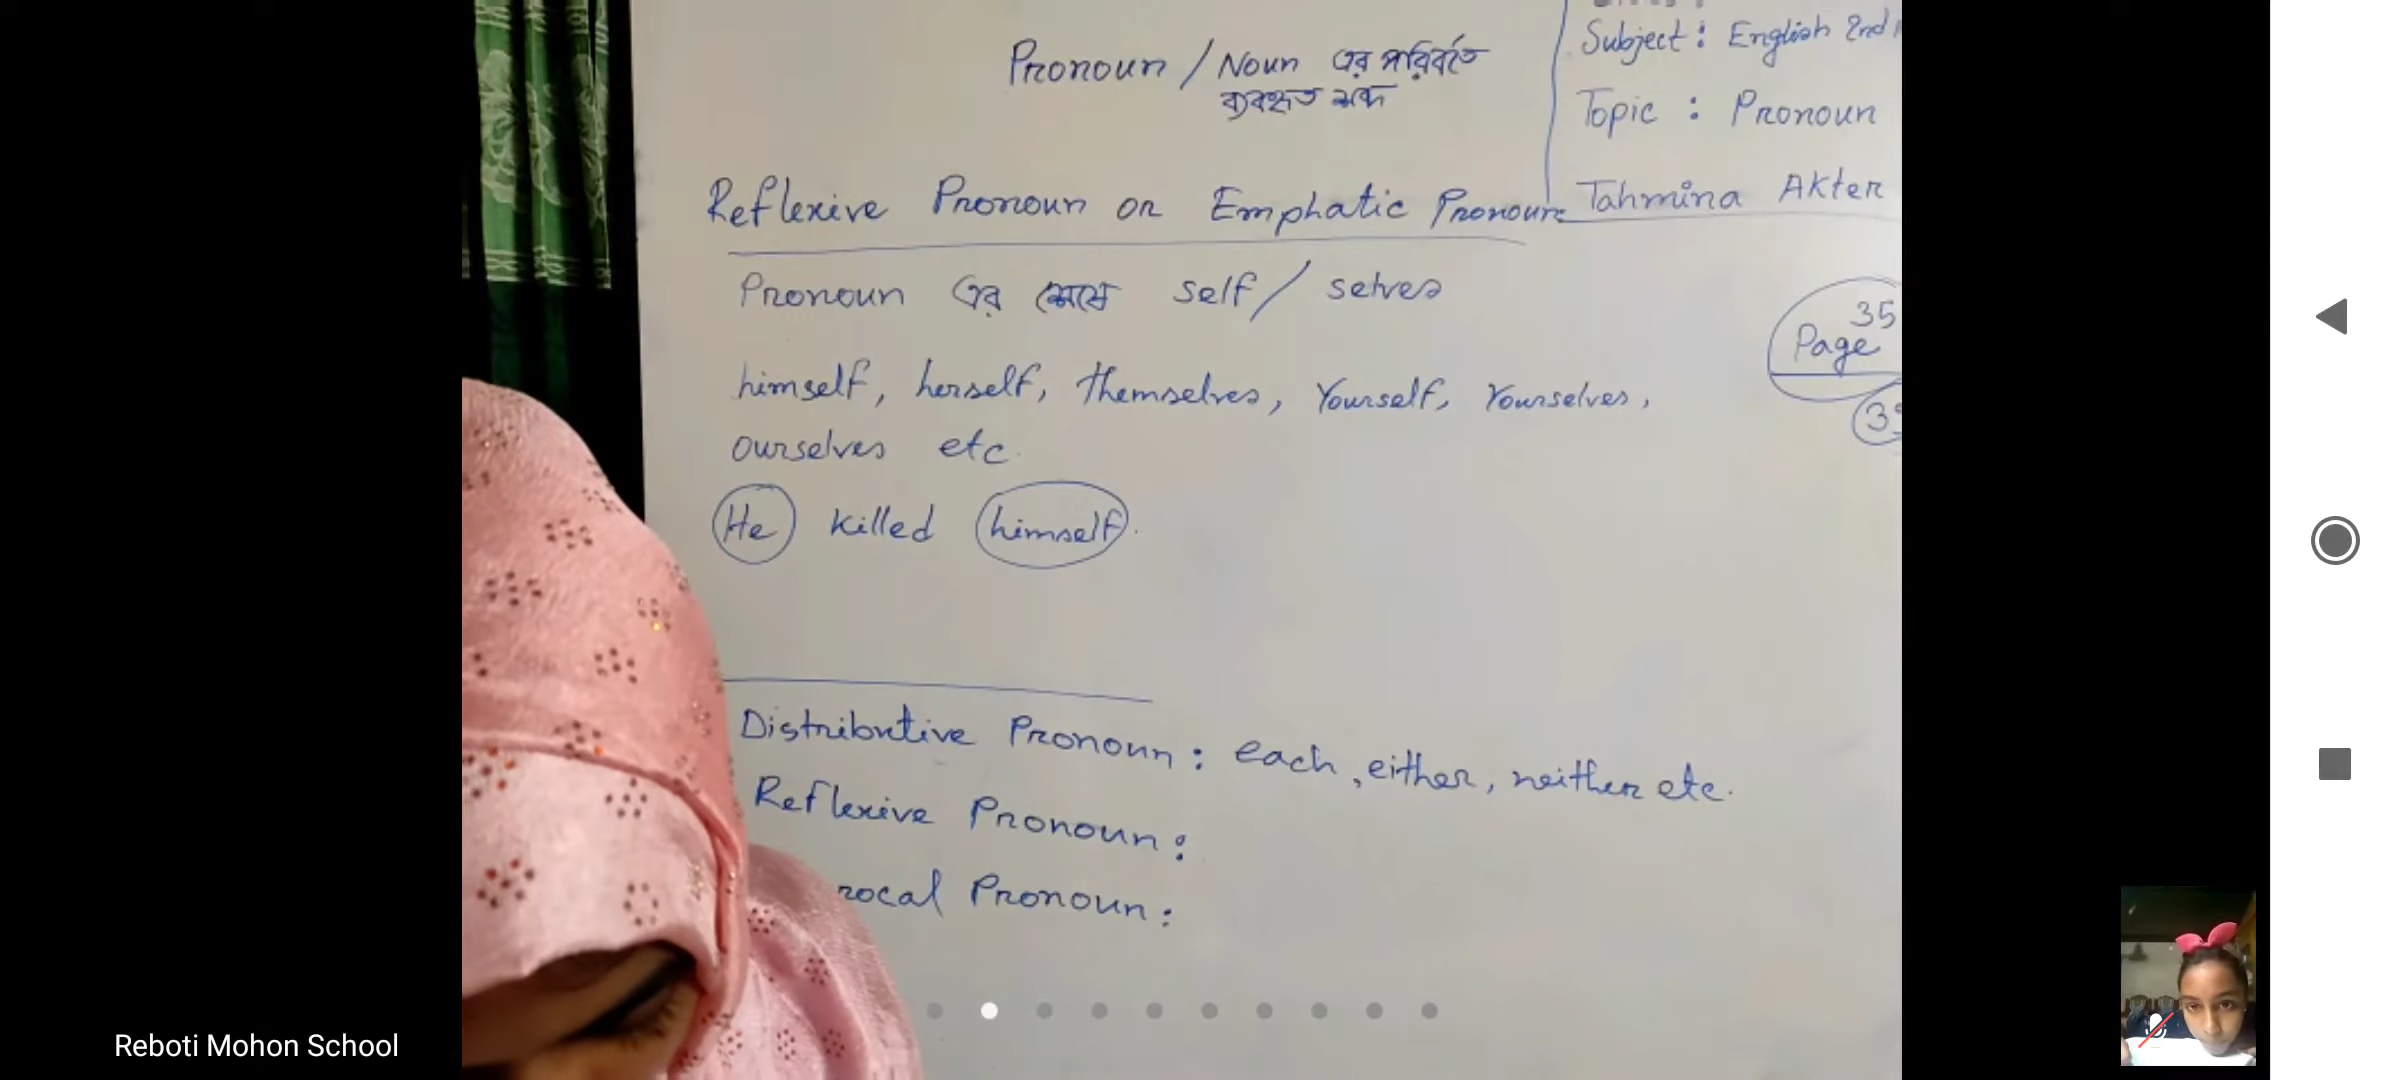 Pronoun / Noun এর পরিবর্তে
ব্যবহৃত শব্দ
Subject : English 2nd
Topic : Pronoun
Tahmina Akter
Reflexive Pronoun or Emphatic Pronoun
Pronoun এর শেষে self / selves
35
Page
himself, herself, themselves, Yourself, Yourselves,
ourselves etc.
He killed himself.
Distributive Pronoun : each, either, neither etc.
Reflexive Pronoun :
rocal Pronoun :
Reboti Mohon School